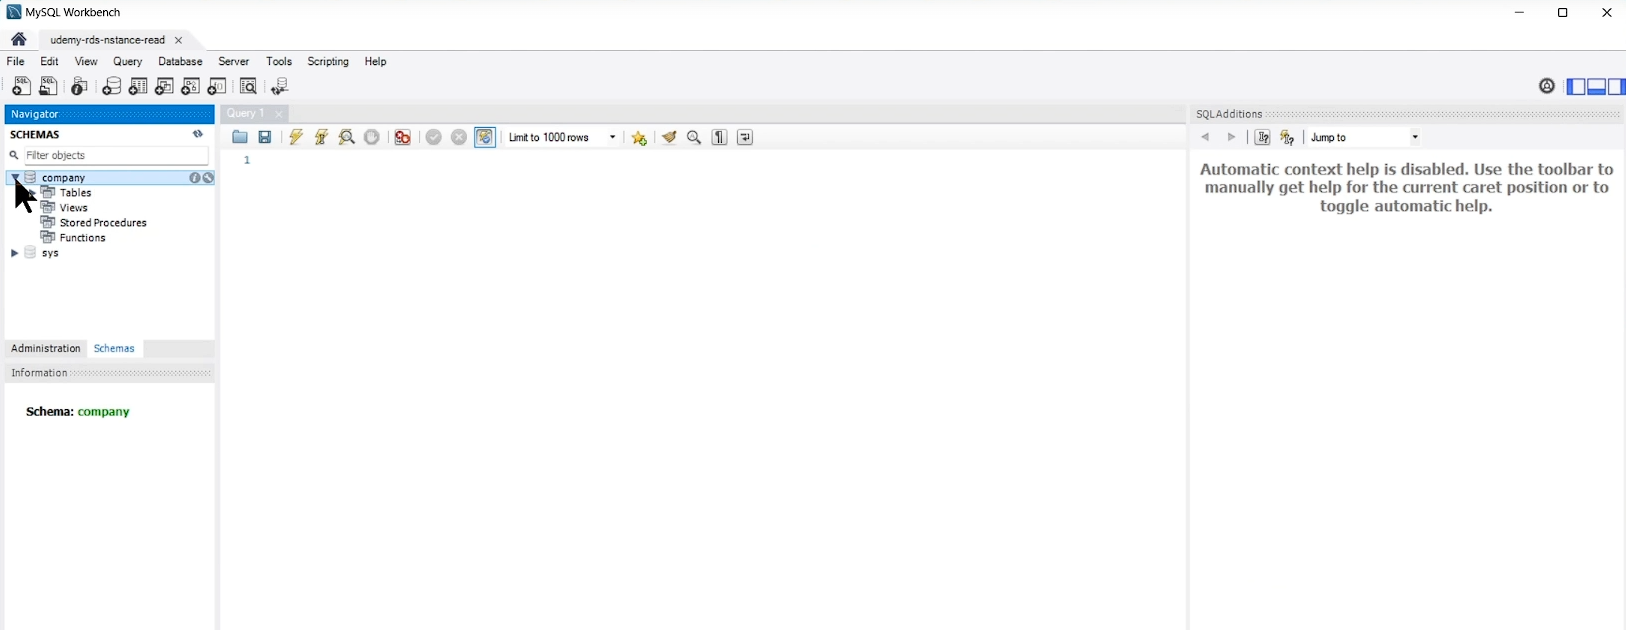 MySQL Workbench
udemy-rds-nstance-read
File Edit View Query Database Server Tools Scripting Help
Navigator
SCHEMAS
Filter objects
company
Tables
Views
Stored Procedures
Functions
sys
Administration Schemas
Information
Schema: company
Query 1
Limit to 1000 rows
1
SQLAdditions
Jump to
Automatic context help is disabled. Use the toolbar to
manually get help for the current caret position or to
toggle automatic help.